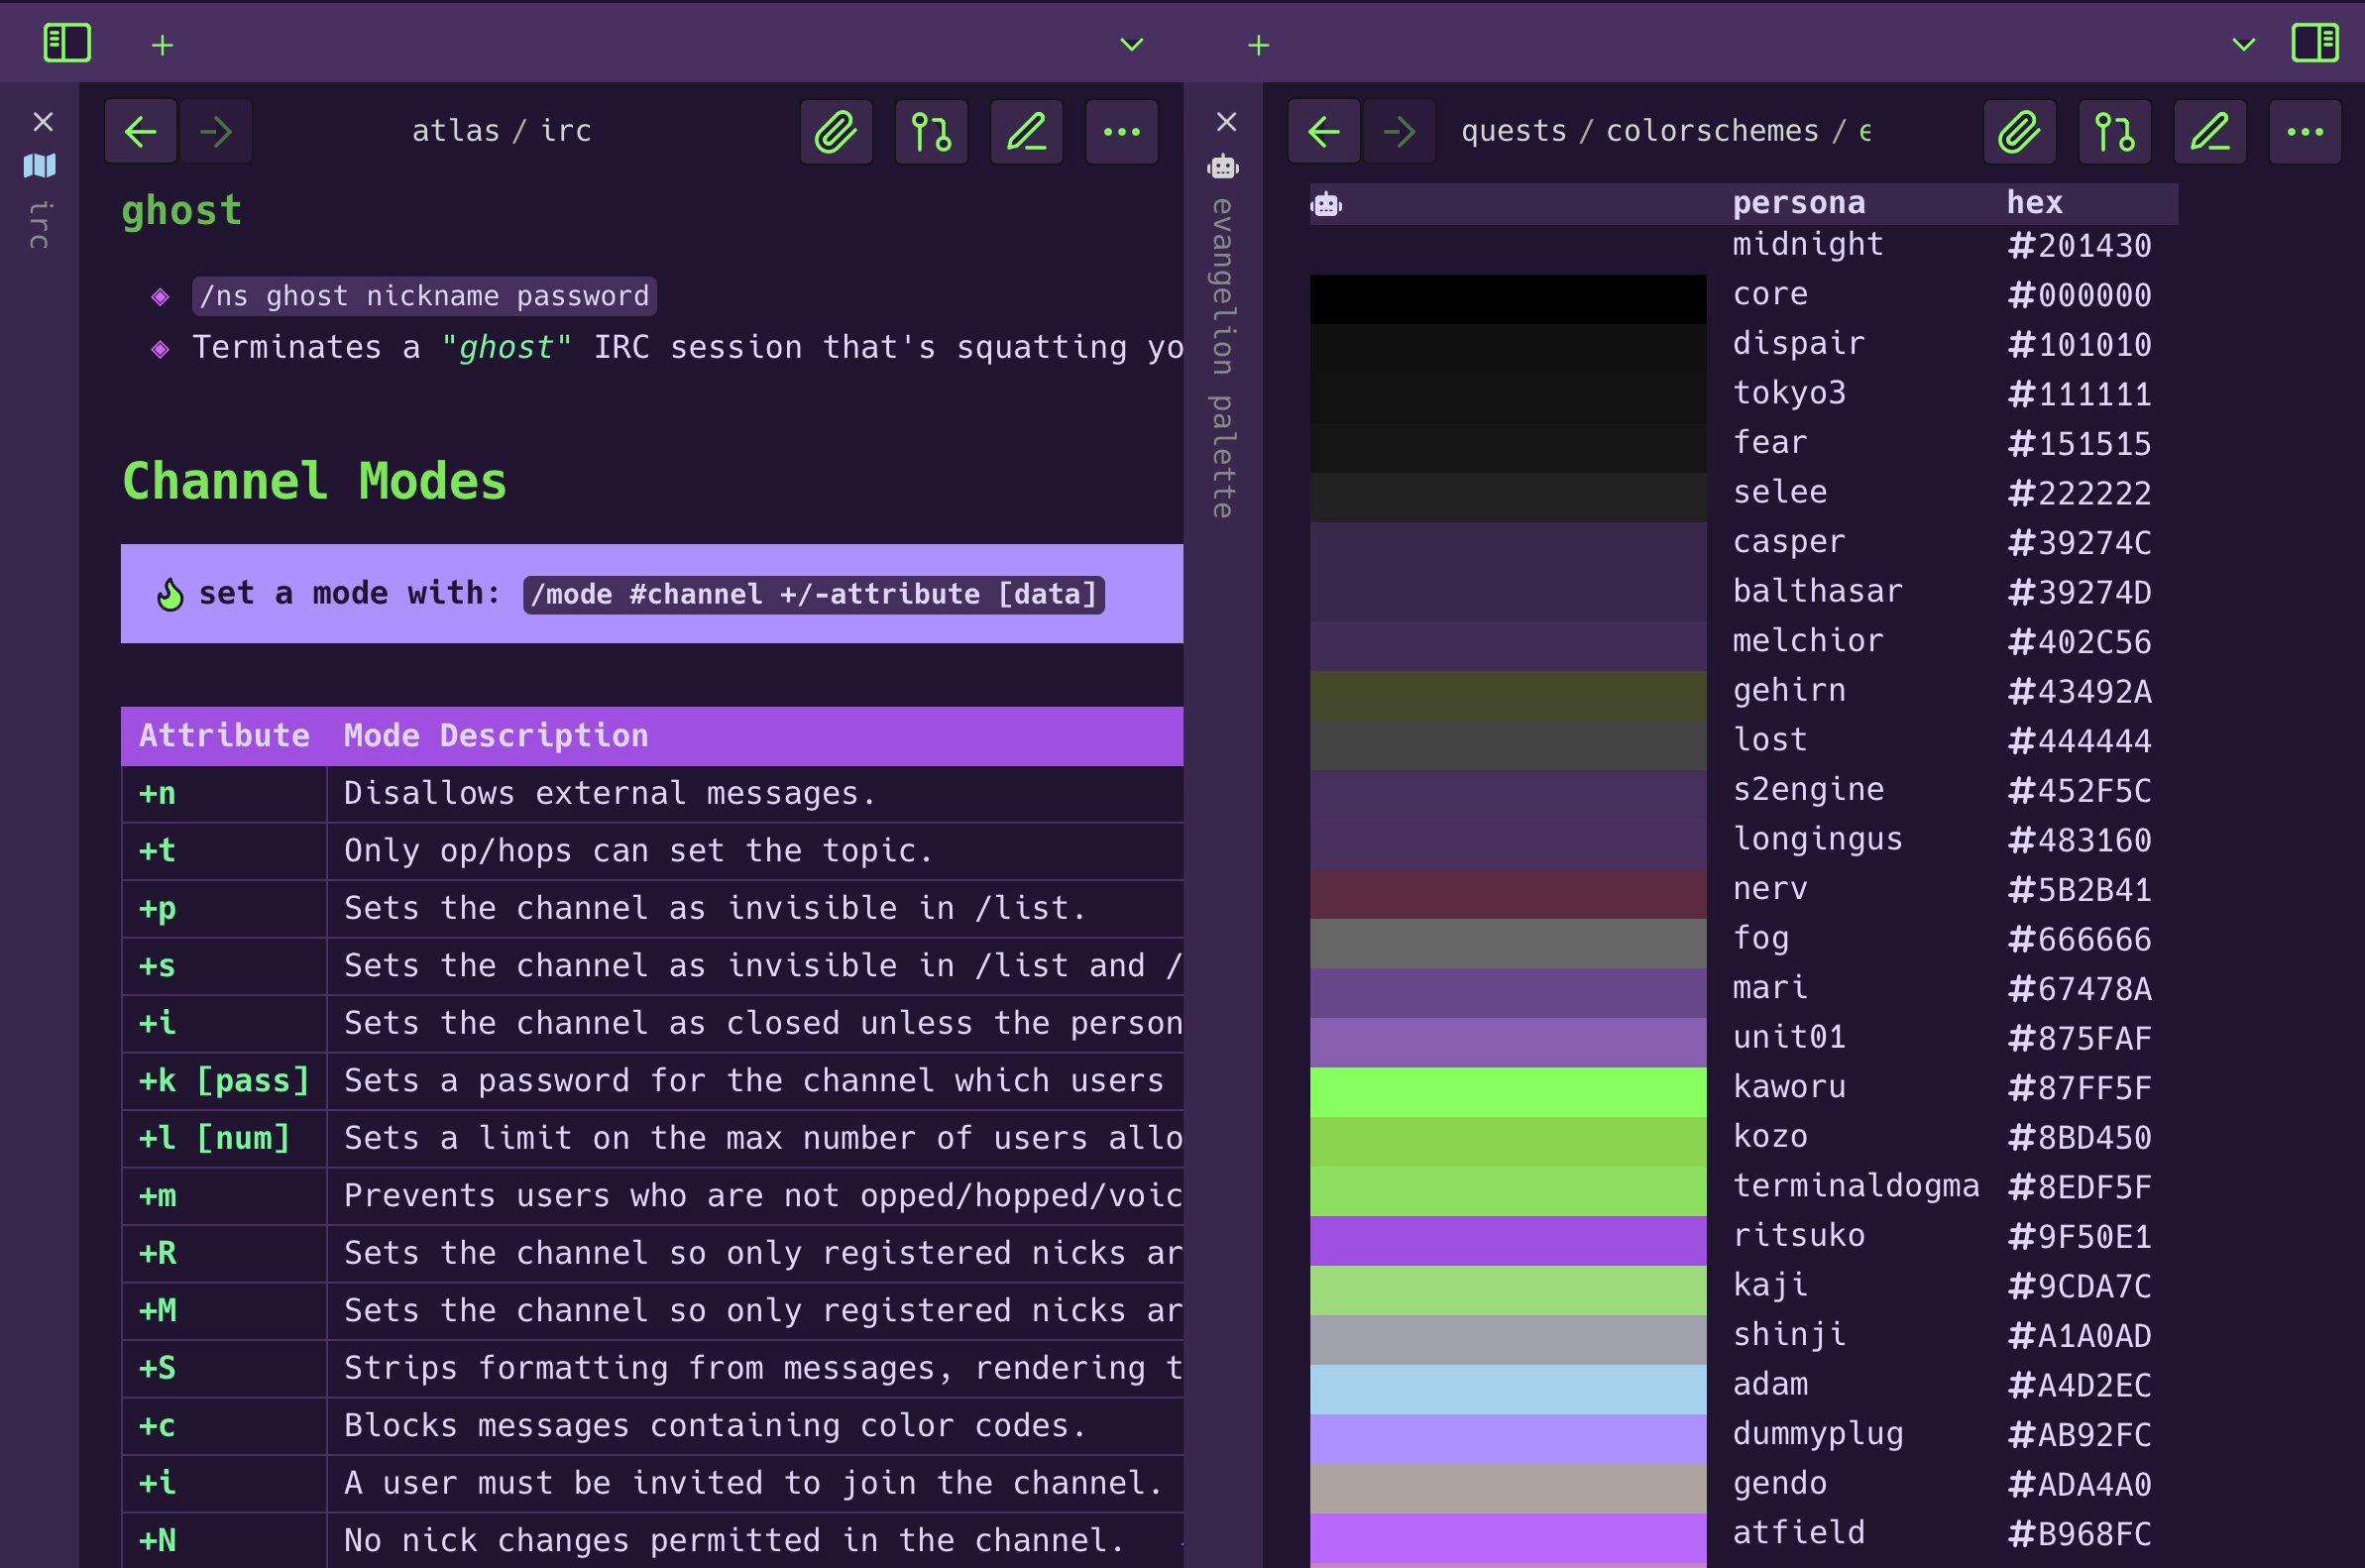 atlas / irc
irc
ghost
/ns ghost nickname password
Terminates a "ghost" IRC session that's squatting yo
Channel Modes
set a mode with: /mode #channel +/-attribute [data]
Attribute Mode Description
+n Disallows external messages.
+t Only op/hops can set the topic.
+p Sets the channel as invisible in /list.
+s Sets the channel as invisible in /list and /
+i Sets the channel as closed unless the person
+k [pass] Sets a password for the channel which users
+l [num] Sets a limit on the max number of users allo
+m Prevents users who are not opped/hopped/voic
+R Sets the channel so only registered nicks ar
+M Sets the channel so only registered nicks ar
+S Strips formatting from messages, rendering t
+c Blocks messages containing color codes.
+i A user must be invited to join the channel.
+N No nick changes permitted in the channel.
quests / colorschemes /
evangelion palette
persona hex
midnight #201430
core #000000
dispair #101010
tokyo3 #111111
fear #151515
selee #222222
casper #39274C
balthasar #39274D
melchior #402C56
gehirn #43492A
lost #444444
s2engine #452F5C
longingus #483160
nerv #5B2B41
fog #666666
mari #67478A
unit01 #875FAF
kaworu #87FF5F
kozo #8BD450
terminaldogma #8EDF5F
ritsuko #9F50E1
kaji #9CDA7C
shinji #A1A0AD
adam #A4D2EC
dummyplug #AB92FC
gendo #ADA4A0
atfield #B968FC